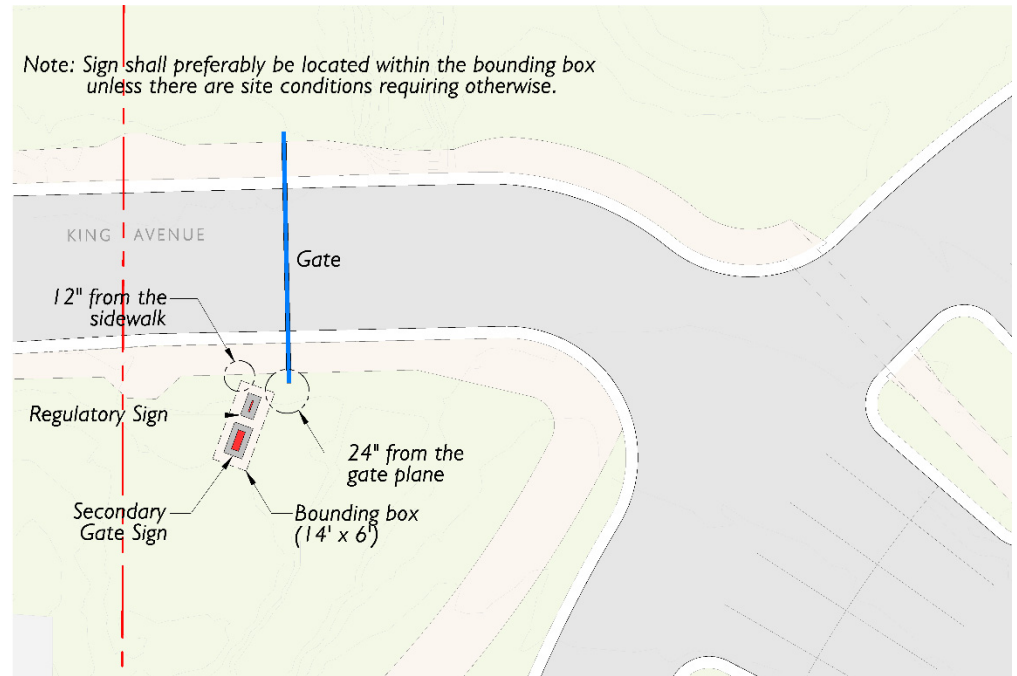 Note: Sign shall preferably be located within the bounding box
unless there are site conditions requiring otherwise.
KING AVENUE
Gate
12" from the
sidewalk
Regulatory Sign
24" from the
gate plane
Secondary
Gate Sign
Bounding box
(14' x 6')